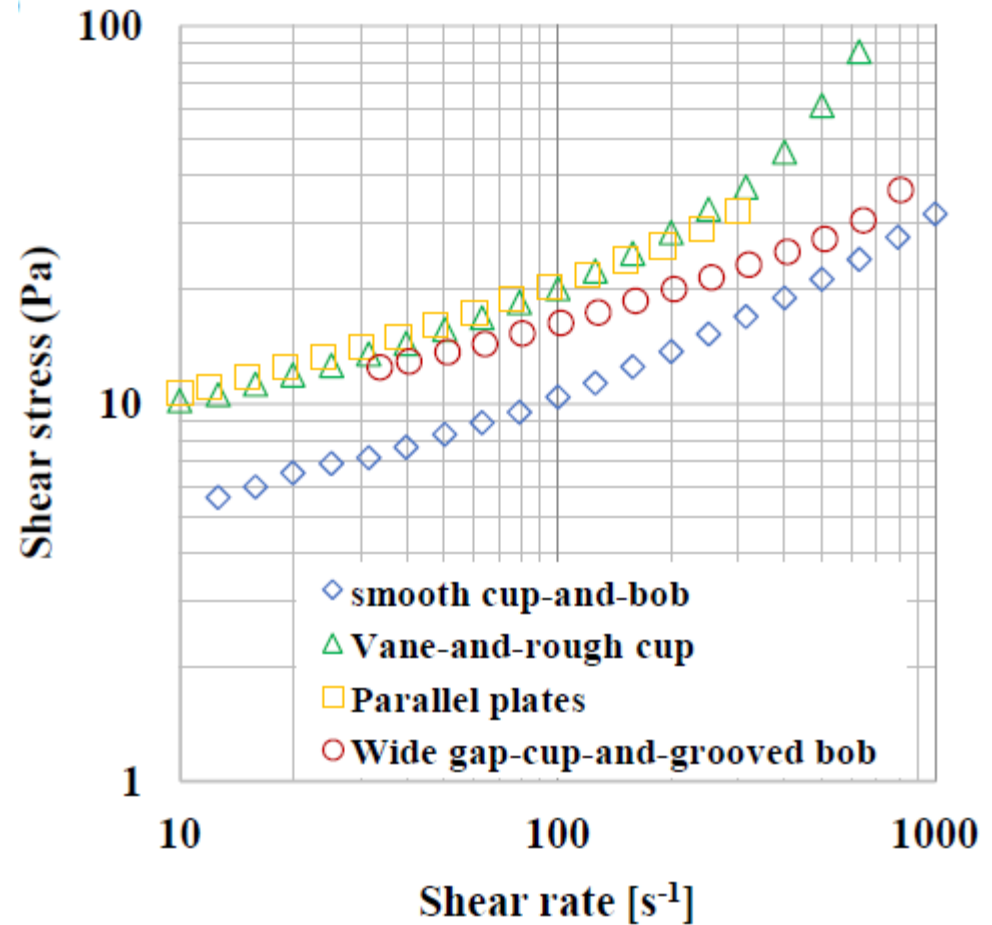 100
10
1
Shear stress (Pa)
smooth cup-and-bob
Vane-and-rough cup
Parallel plates
Wide gap-cup-and-grooved bob
10
100
1000
Shear rate [s⁻¹]